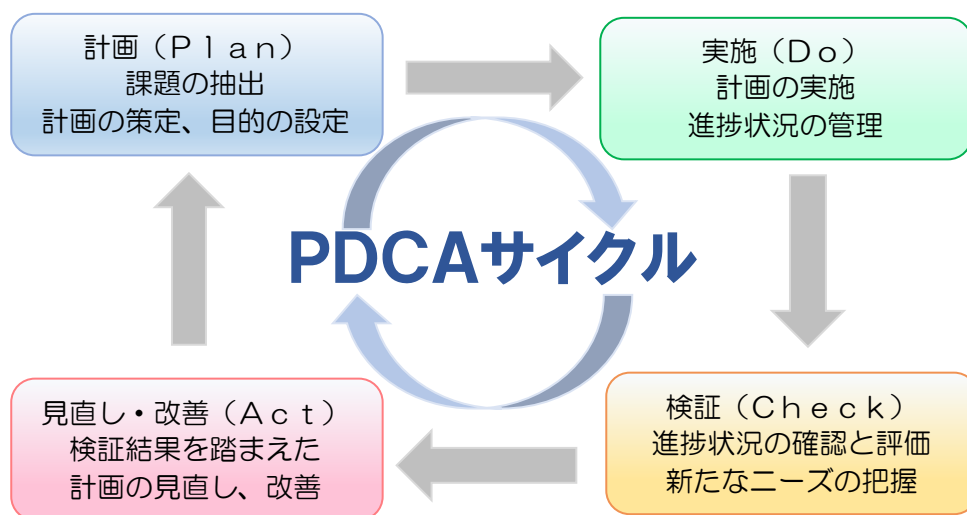 計画（Ｐｌａｎ）
課題の抽出
計画の策定、目的の設定
実施（Ｄｏ）
計画の実施
進捗状況の管理
PDCAサイクル
見直し・改善（Ａｃｔ）
検証結果を踏まえた
計画の見直し、改善
検証（Ｃｈｅｃｋ）
進捗状況の確認と評価
新たなニーズの把握